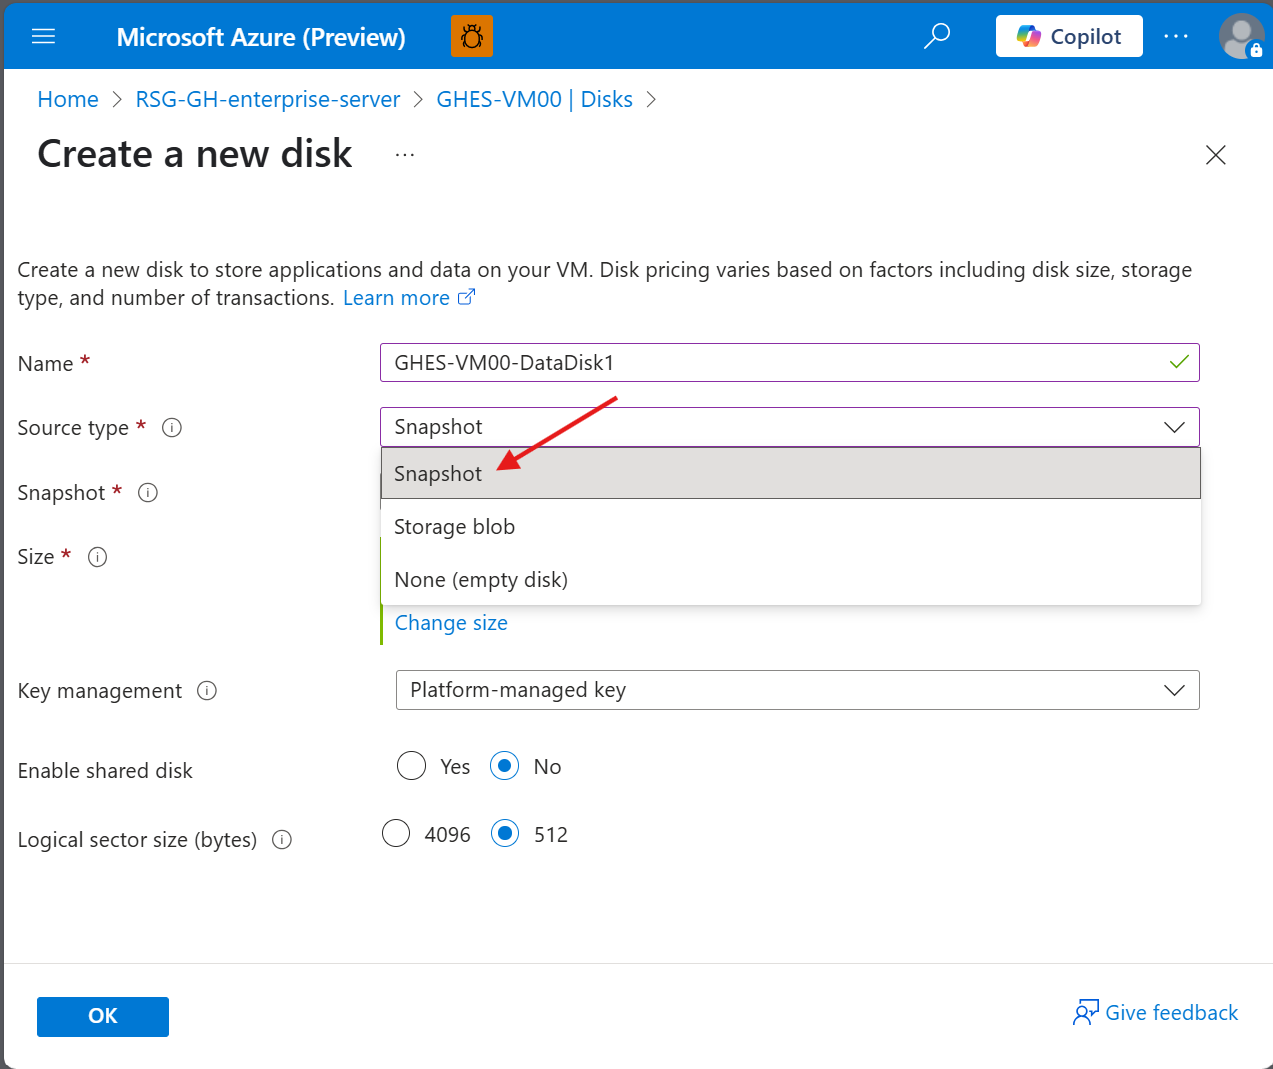 Microsoft Azure (Preview)
Copilot
Home > RSG-GH-enterprise-server > GHES-VM00 | Disks >
Create a new disk ...
Create a new disk to store applications and data on your VM. Disk pricing varies based on factors including disk size, storage
type, and number of transactions. Learn more
Name *
GHES-VM00-DataDisk1
Source type *
Snapshot
Snapshot
Snapshot *
Storage blob
Size *
None (empty disk)
Change size
Key management
Platform-managed key
Enable shared disk
Yes No
Logical sector size (bytes)
4096 512
OK
Give feedback